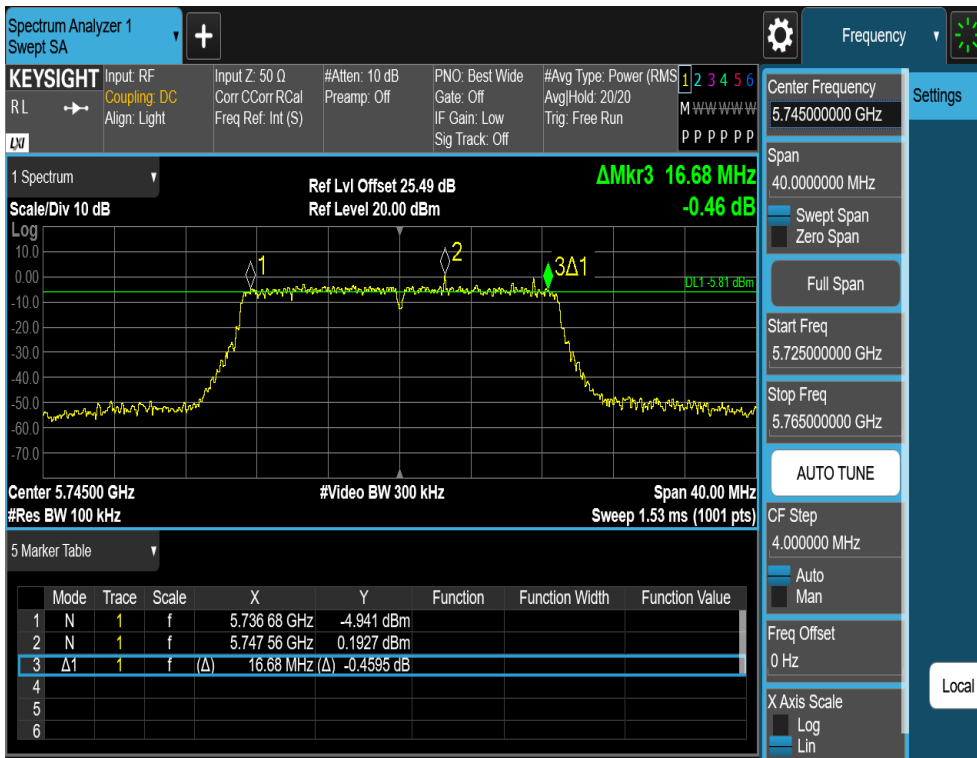 Spectrum Analyzer 1
Swept SA
+
Frequency
KEYSIGHT
RL
LXI
Input: RF
Coupling: DC
Align: Light
Input Z: 50 Ω
Corr CCorr RCal
Freq Ref: Int (S)
#Atten: 10 dB
Preamp: Off
PNO: Best Wide
Gate: Off
IF Gain: Low
Sig Track: Off
#Avg Type: Power (RMS
Avg|Hold: 20/20
Trig: Free Run
1 2 3 4 5 6
M W W W W W
P P P P P P
1 Spectrum
Scale/Div 10 dB
Ref Lvl Offset 25.49 dB
Ref Level 20.00 dBm
ΔMkr3 16.68 MHz
-0.46 dB
Log
10.0
0.00
-10.0
-20.0
-30.0
-40.0
-50.0
-60.0
-70.0
1
2
3Δ1
DL1 -5.81 dBm
Center 5.74500 GHz
#Res BW 100 kHz
#Video BW 300 kHz
Span 40.00 MHz
Sweep 1.53 ms (1001 pts)
5 Marker Table
Mode Trace Scale X Y Function Function Width Function Value
1 N 1 f 5.736 68 GHz -4.941 dBm
2 N 1 f 5.747 56 GHz 0.1927 dBm
3 Δ1 1 f (Δ) 16.68 MHz (Δ) -0.4595 dB
4
5
6
Center Frequency
5.745000000 GHz
Span
40.0000000 MHz
Swept Span
Zero Span
Full Span
Start Freq
5.725000000 GHz
Stop Freq
5.765000000 GHz
AUTO TUNE
CF Step
4.000000 MHz
Auto
Man
Freq Offset
0 Hz
X Axis Scale
Log
Lin
Settings
Local